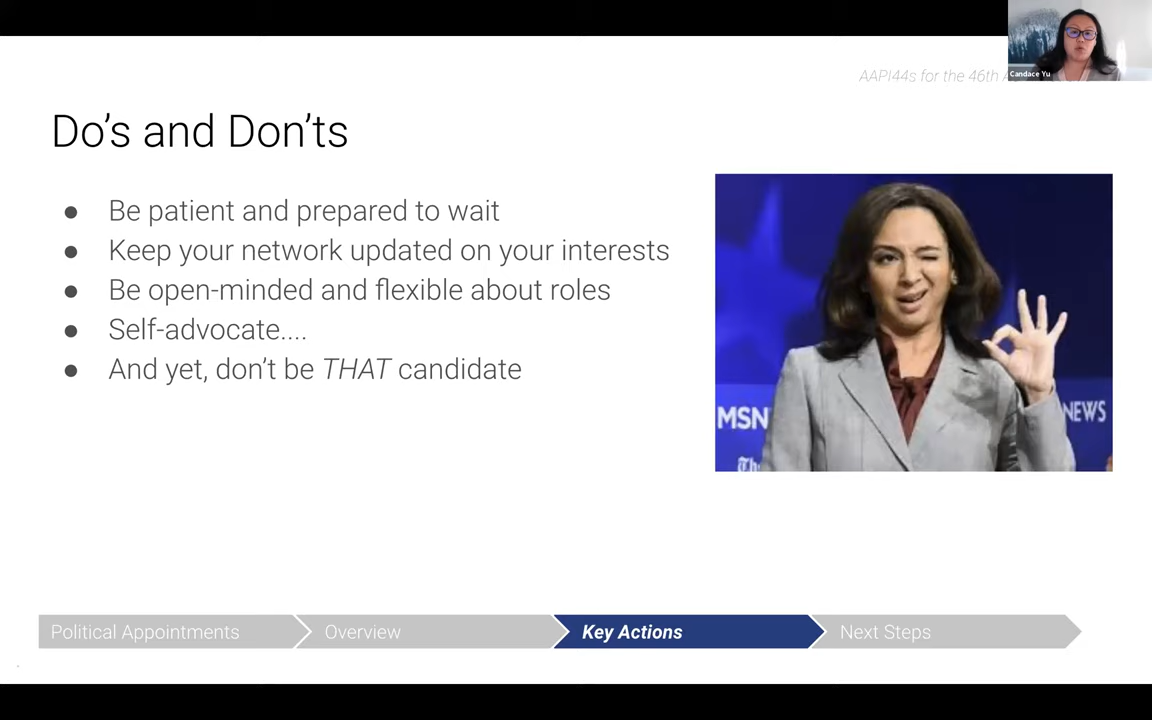 AAPI44s for the 46th
Candace Yu
Do's and Don'ts
● Be patient and prepared to wait
● Keep your network updated on your interests
● Be open-minded and flexible about roles
● Self-advocate....
● And yet, don't be THAT candidate
MSN
NEWS
Th
Political Appointments
Overview
Key Actions
Next Steps